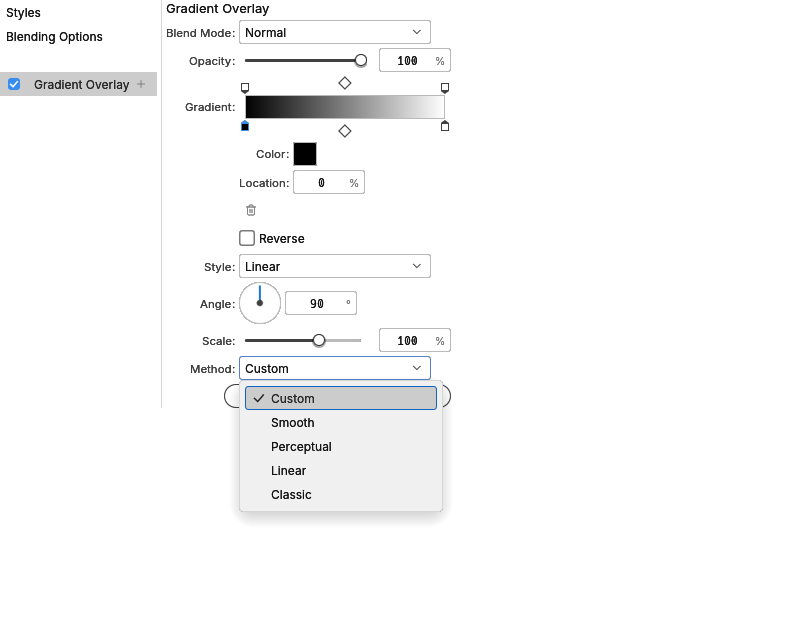 Styles
Blending Options
Gradient Overlay +
Gradient Overlay
Blend Mode: Normal
Opacity: 100 %
Gradient:
Color:
Location: 0 %
Reverse
Style: Linear
Angle: 90 °
Scale: 100 %
Method: Custom
Custom
Smooth
Perceptual
Linear
Classic